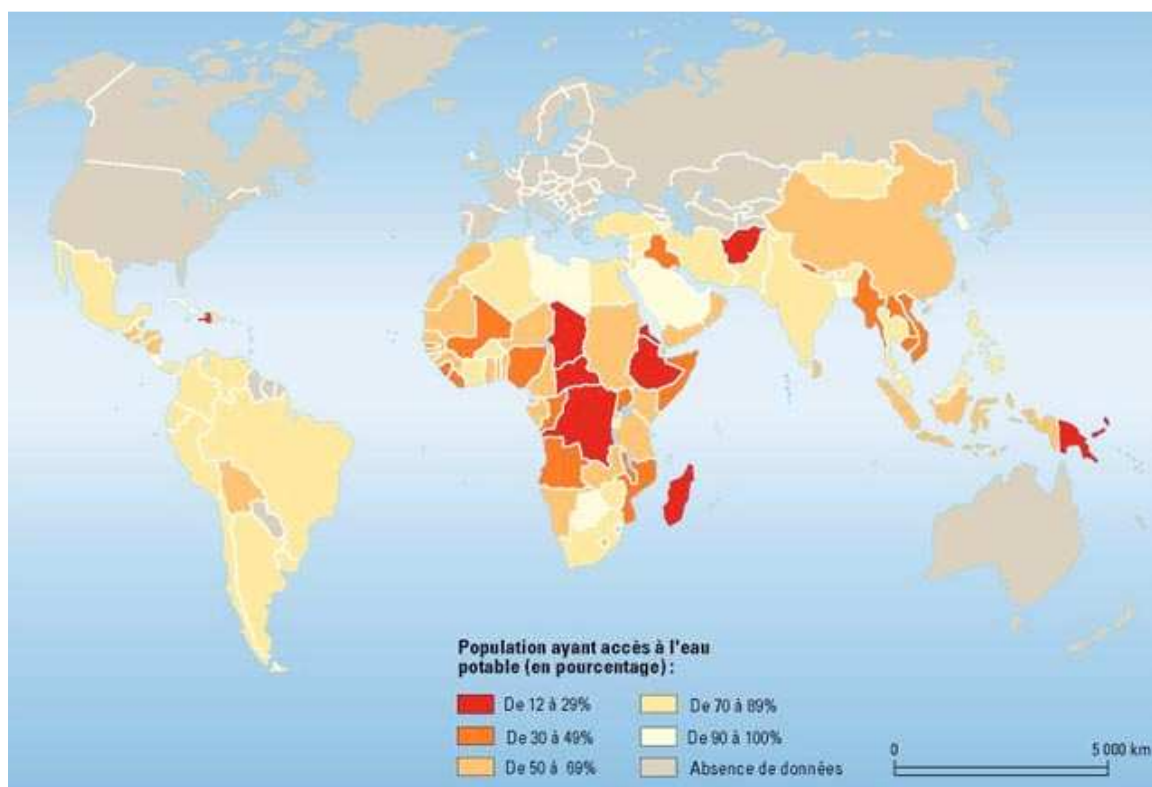 Population ayant accès à l'eau
potable (en pourcentage) :
De 12 à 29%
De 30 à 49%
De 50 à 69%
De 70 à 89%
De 90 à 100%
Absence de données
0 5 000 km